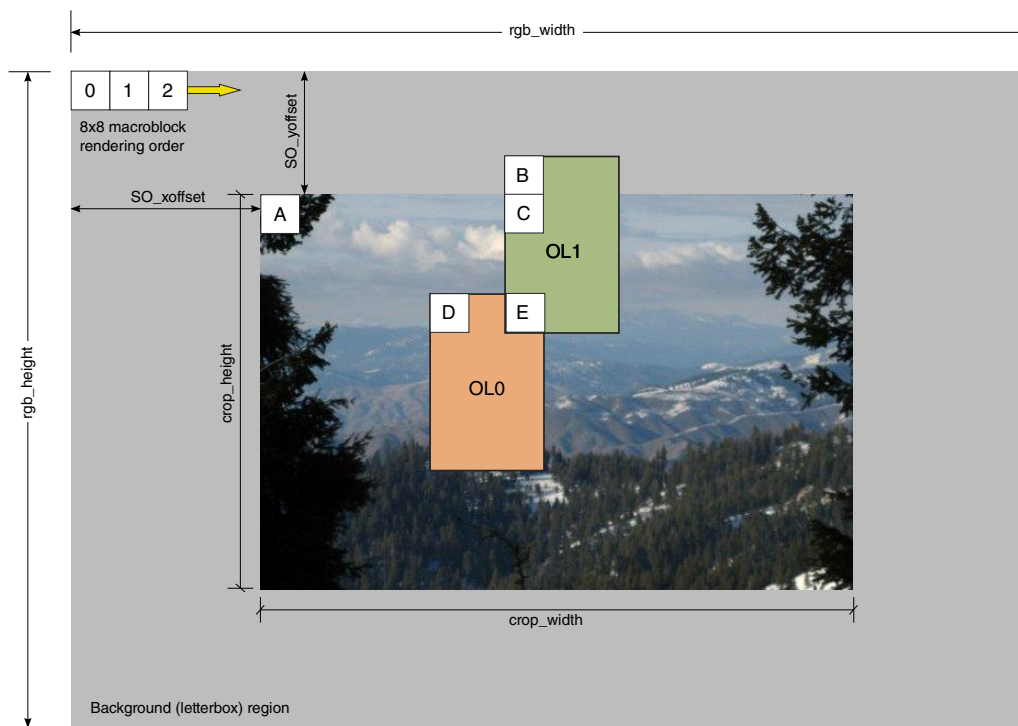 rgb_width
0 1 2
8x8 macroblock
rendering order
SO_yoffset
SO_xoffset
A
B
C
OL1
D
E
OL0
rgb_height
crop_height
crop_width
Background (letterbox) region